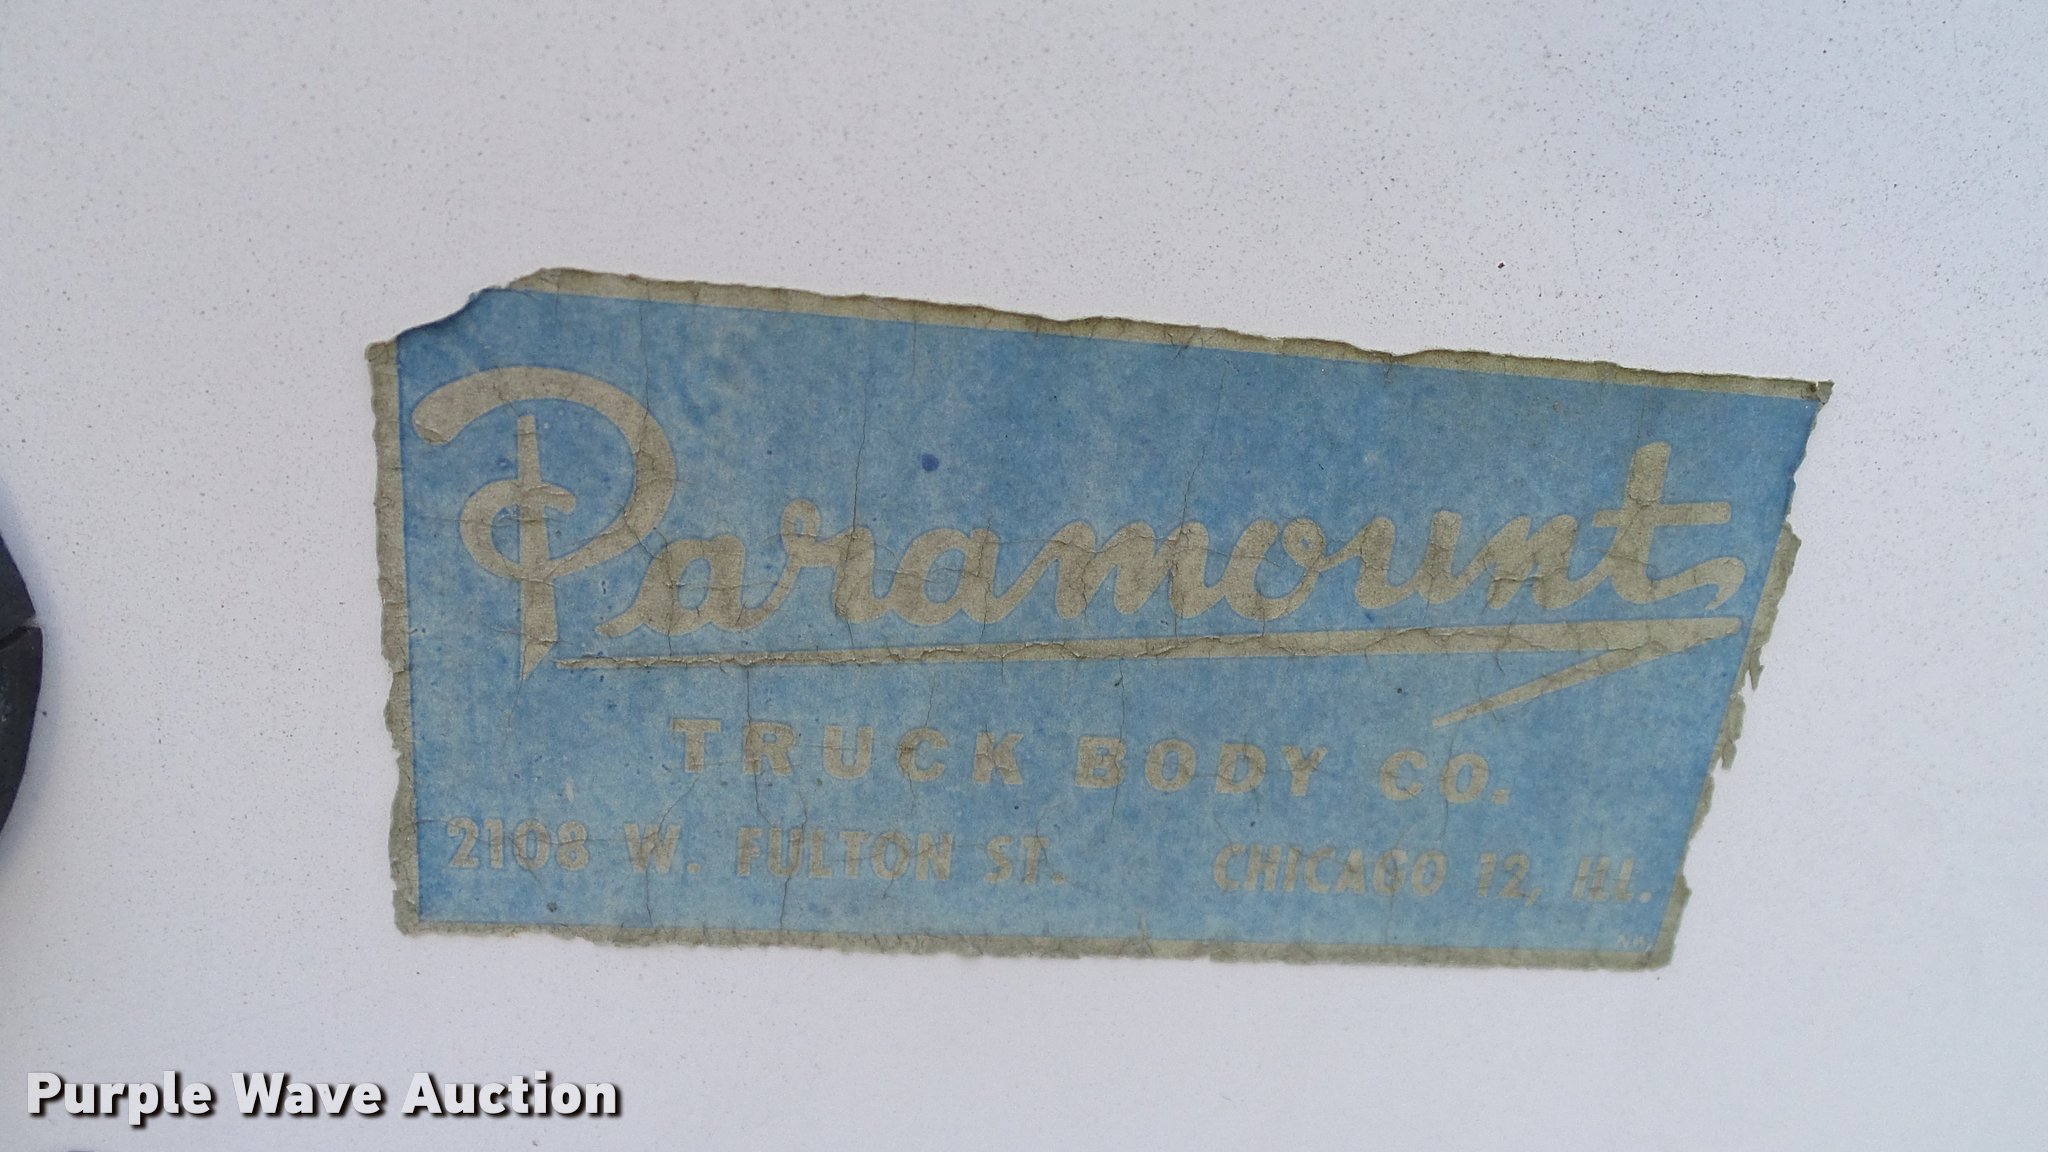 Paramount
TRUCK BODY CO.
2108 W. FULTON ST. CHICAGO 12, ILL.
Purple Wave Auction